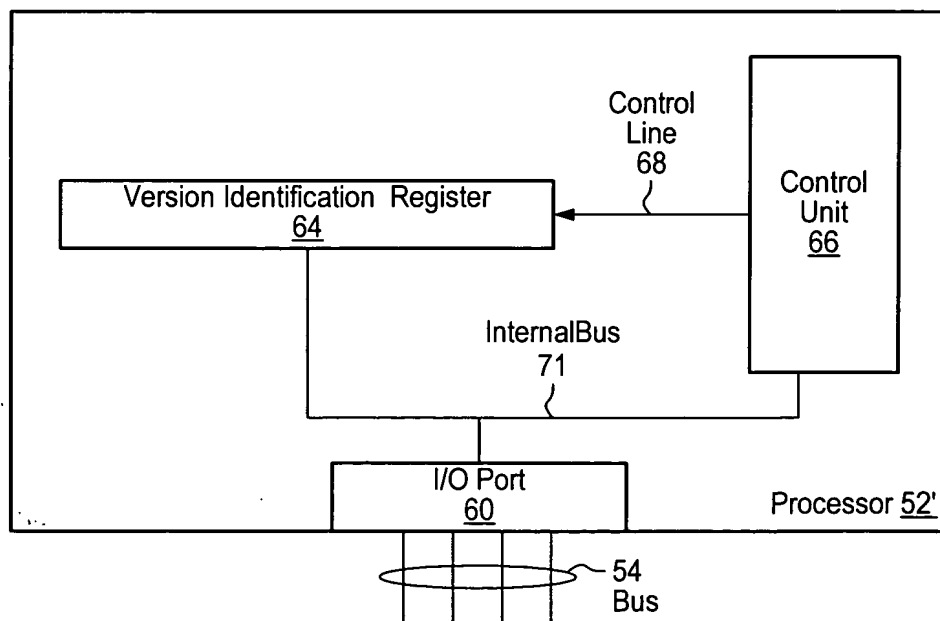 Control
Line
68
Control
Unit
66
Version Identification Register
64
InternalBus
71
I/O Port
60
Processor 52'
54
Bus